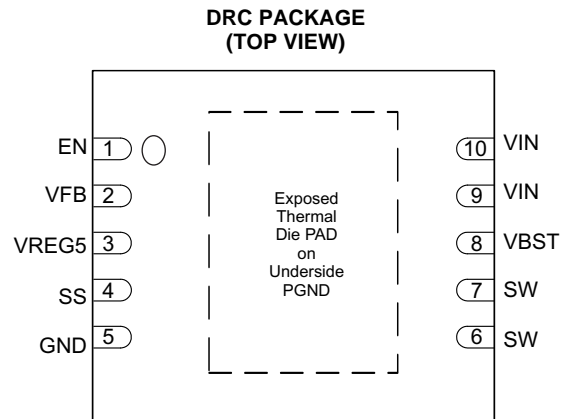 DRC PACKAGE
(TOP VIEW)
EN 1
VFB 2
VREG5 3
SS 4
GND 5
Exposed
Thermal
Die PAD
on
Underside
PGND
10 VIN
9 VIN
8 VBST
7 SW
6 SW